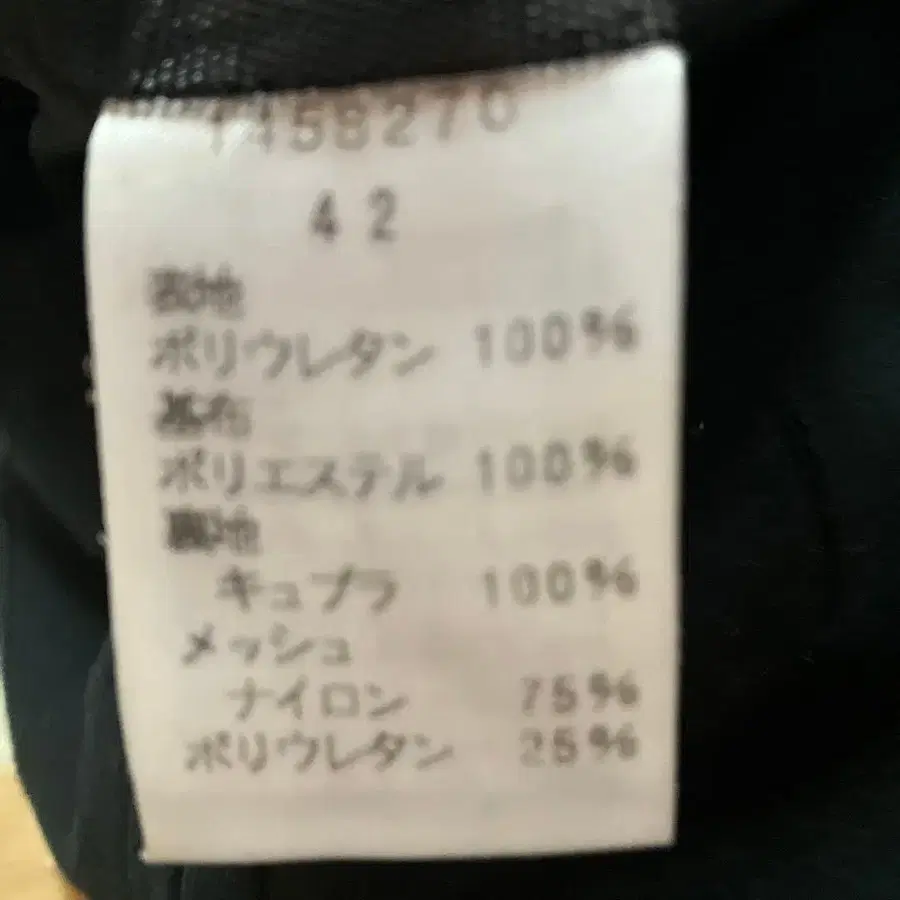 42
表地
ポリウレタン 100%
基布
ポリエステル 100%
裏地
キュプラ 100%
メッシュ
ナイロン 75%
ポリウレタン 25%